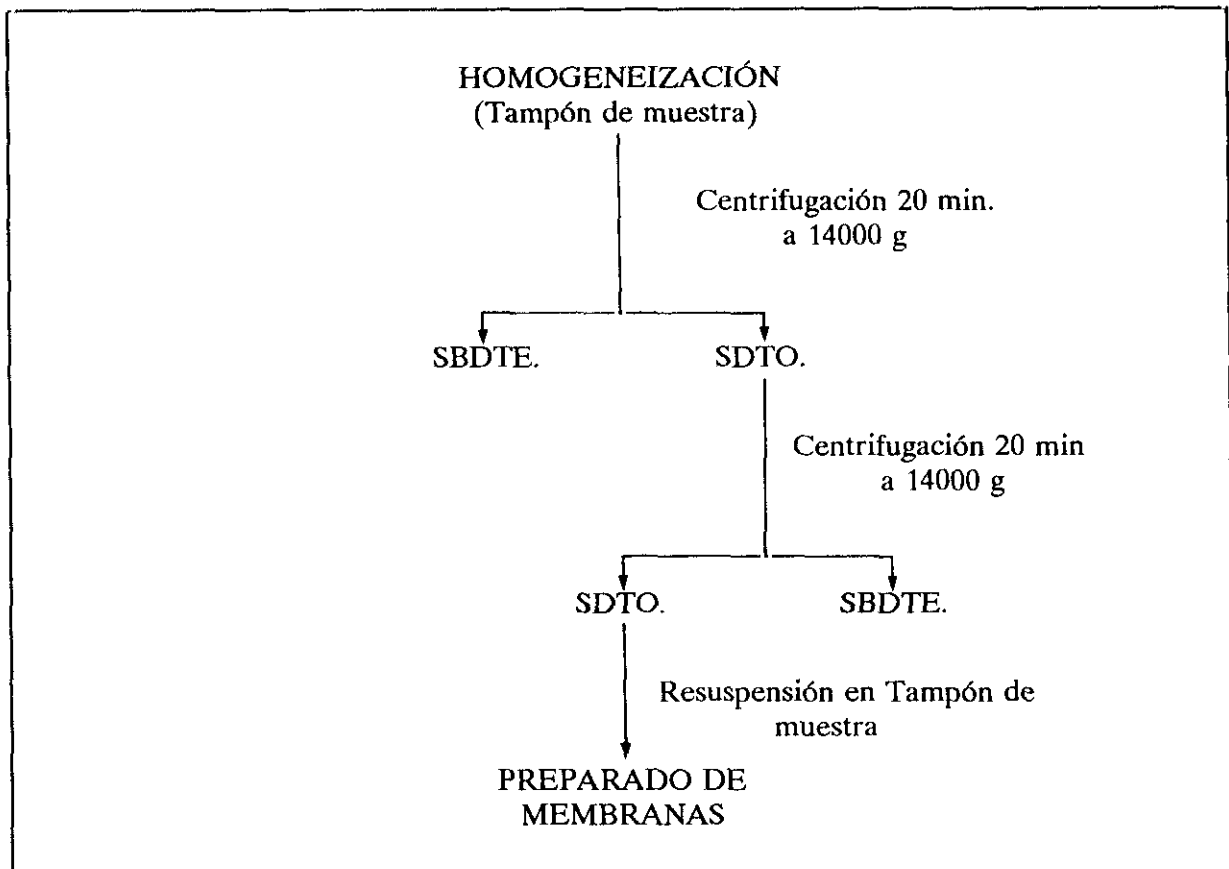 HOMOGENEIZACIÓN
(Tampón de muestra)
Centrifugación 20 min.
a 14000 g
SBDTE.
SDTO.
Centrifugación 20 min
a 14000 g
SDTO.
SBDTE.
Resuspensión en Tampón de
muestra
PREPARADO DE
MEMBRANAS